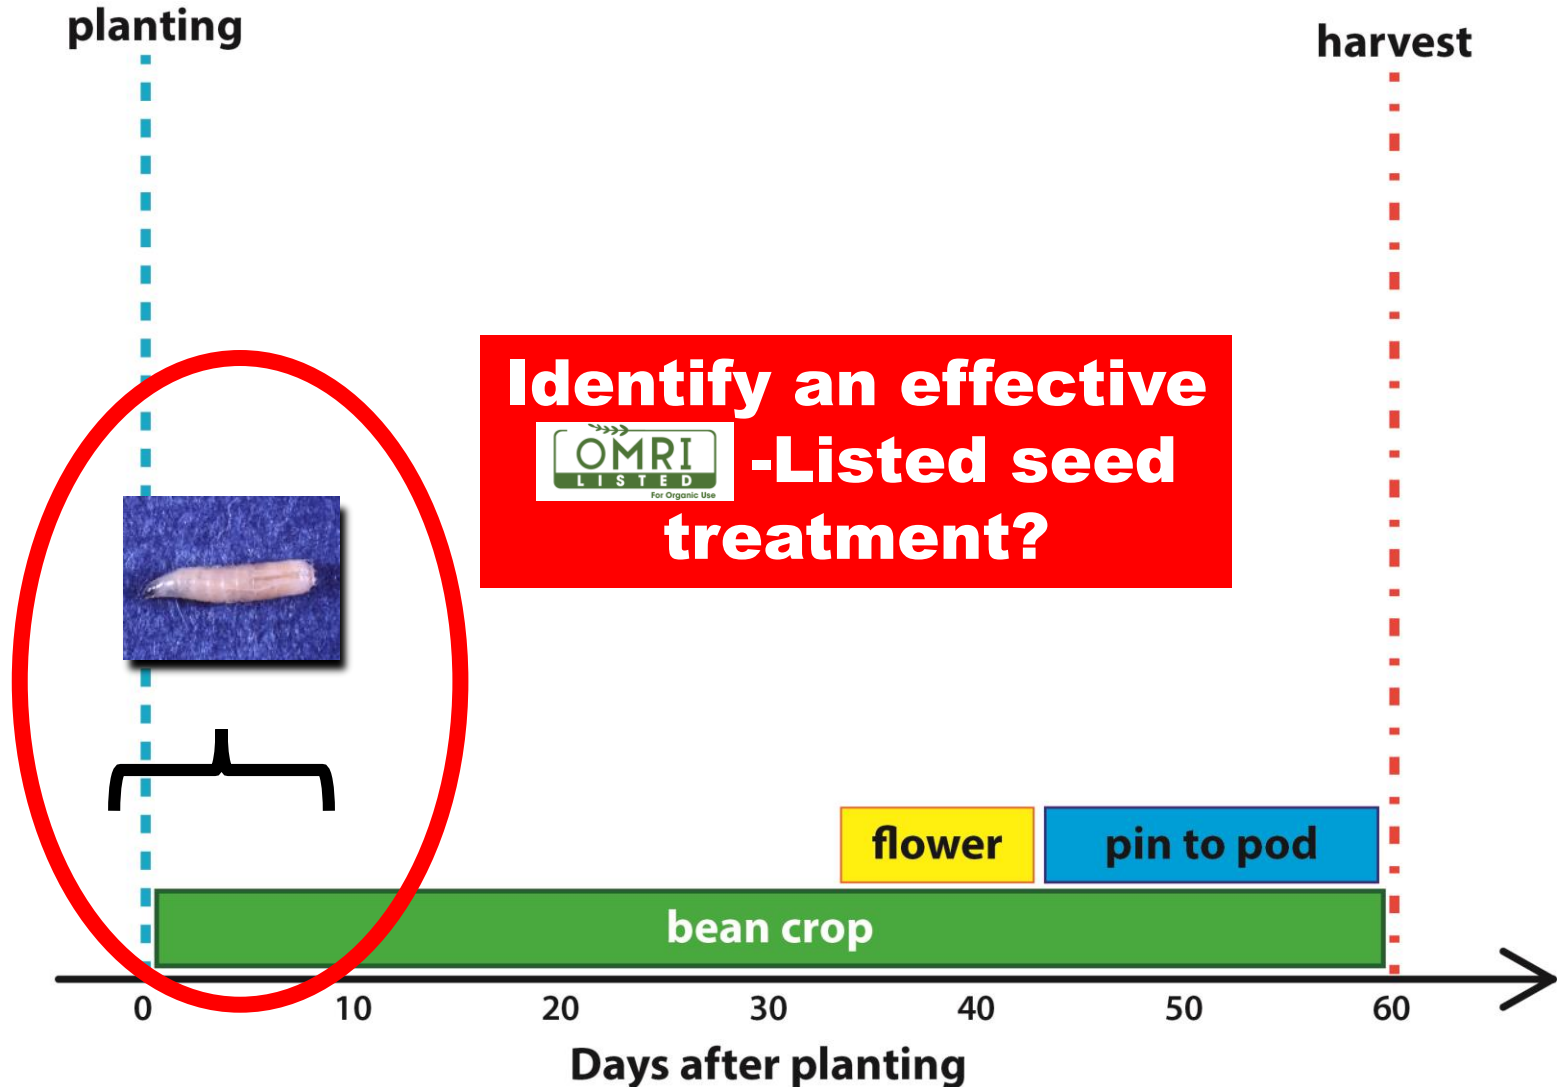 planting
harvest
Identify an effective
OMRI
LISTED
For Organic Use
-Listed seed
treatment?
flower
pin to pod
bean crop
0 10 20 30 40 50 60
Days after planting